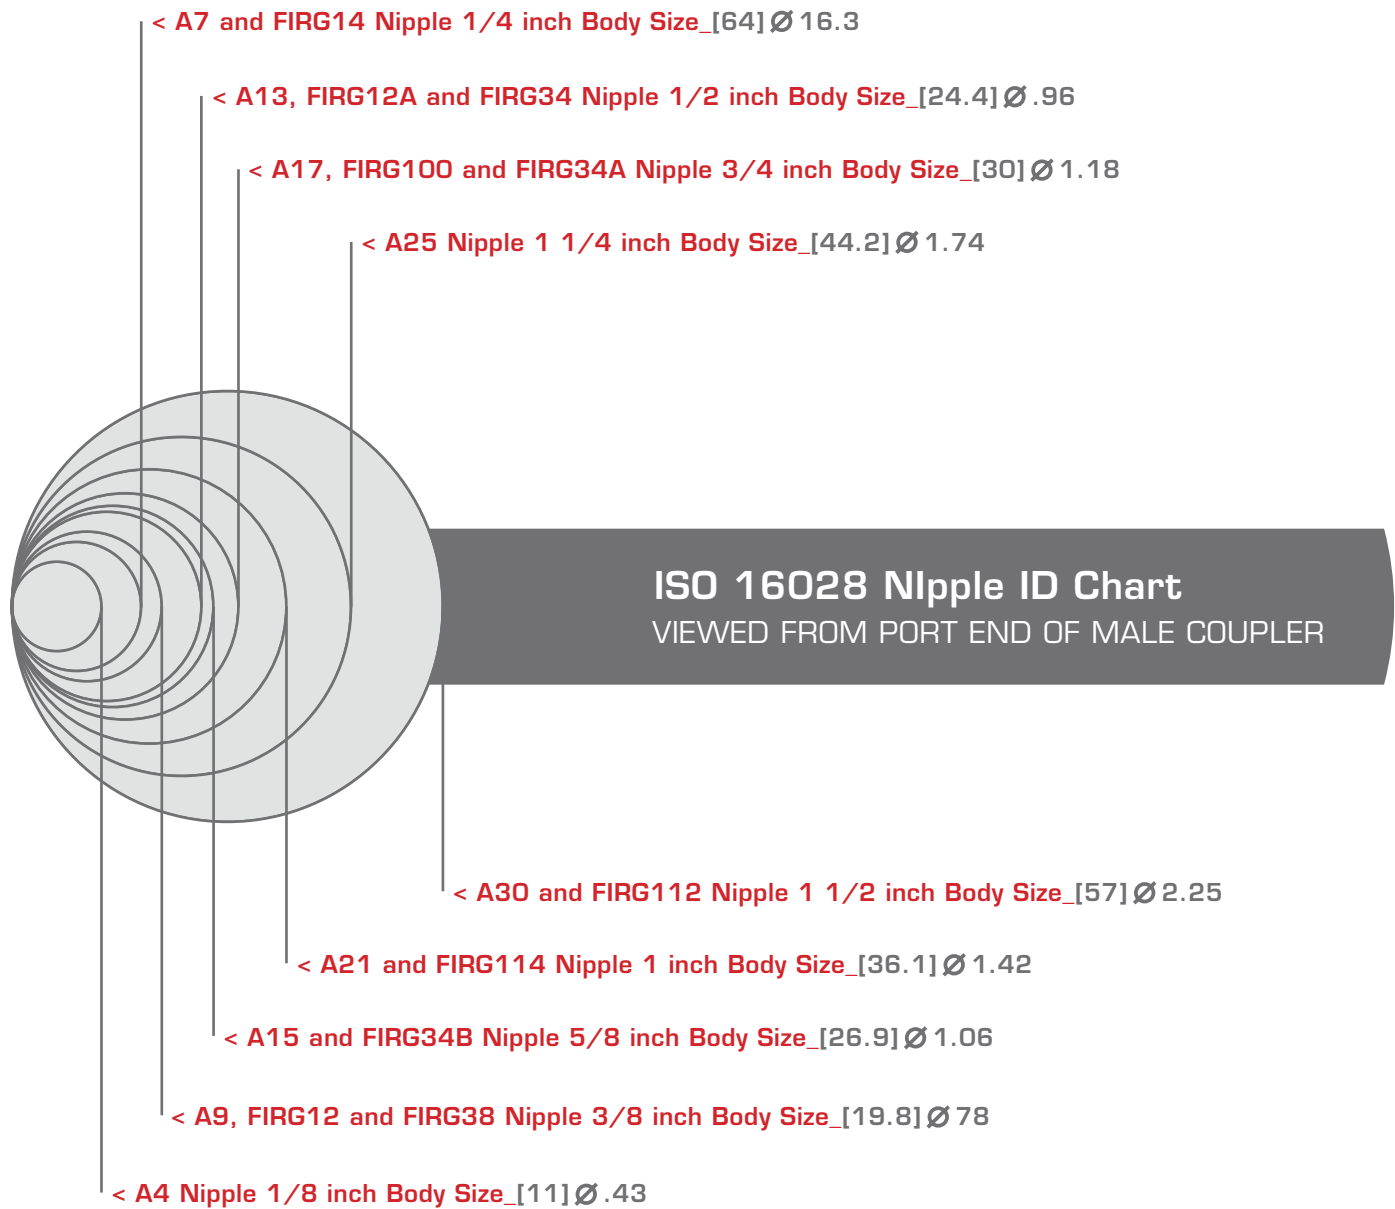 < A7 and FIRG14 Nipple 1/4 inch Body Size_[64]Ø 16.3
< A13, FIRG12A and FIRG34 Nipple 1/2 inch Body Size_[24.4]Ø .96
< A17, FIRG100 and FIRG34A Nipple 3/4 inch Body Size_[30]Ø 1.18
< A25 Nipple 1 1/4 inch Body Size_[44.2]Ø 1.74
ISO 16028 NIpple ID Chart
VIEWED FROM PORT END OF MALE COUPLER
< A30 and FIRG112 Nipple 1 1/2 inch Body Size_[57]Ø 2.25
< A21 and FIRG114 Nipple 1 inch Body Size_[36.1]Ø 1.42
< A15 and FIRG34B Nipple 5/8 inch Body Size_[26.9]Ø 1.06
< A9, FIRG12 and FIRG38 Nipple 3/8 inch Body Size_[19.8]Ø 78
< A4 Nipple 1/8 inch Body Size_[11]Ø .43